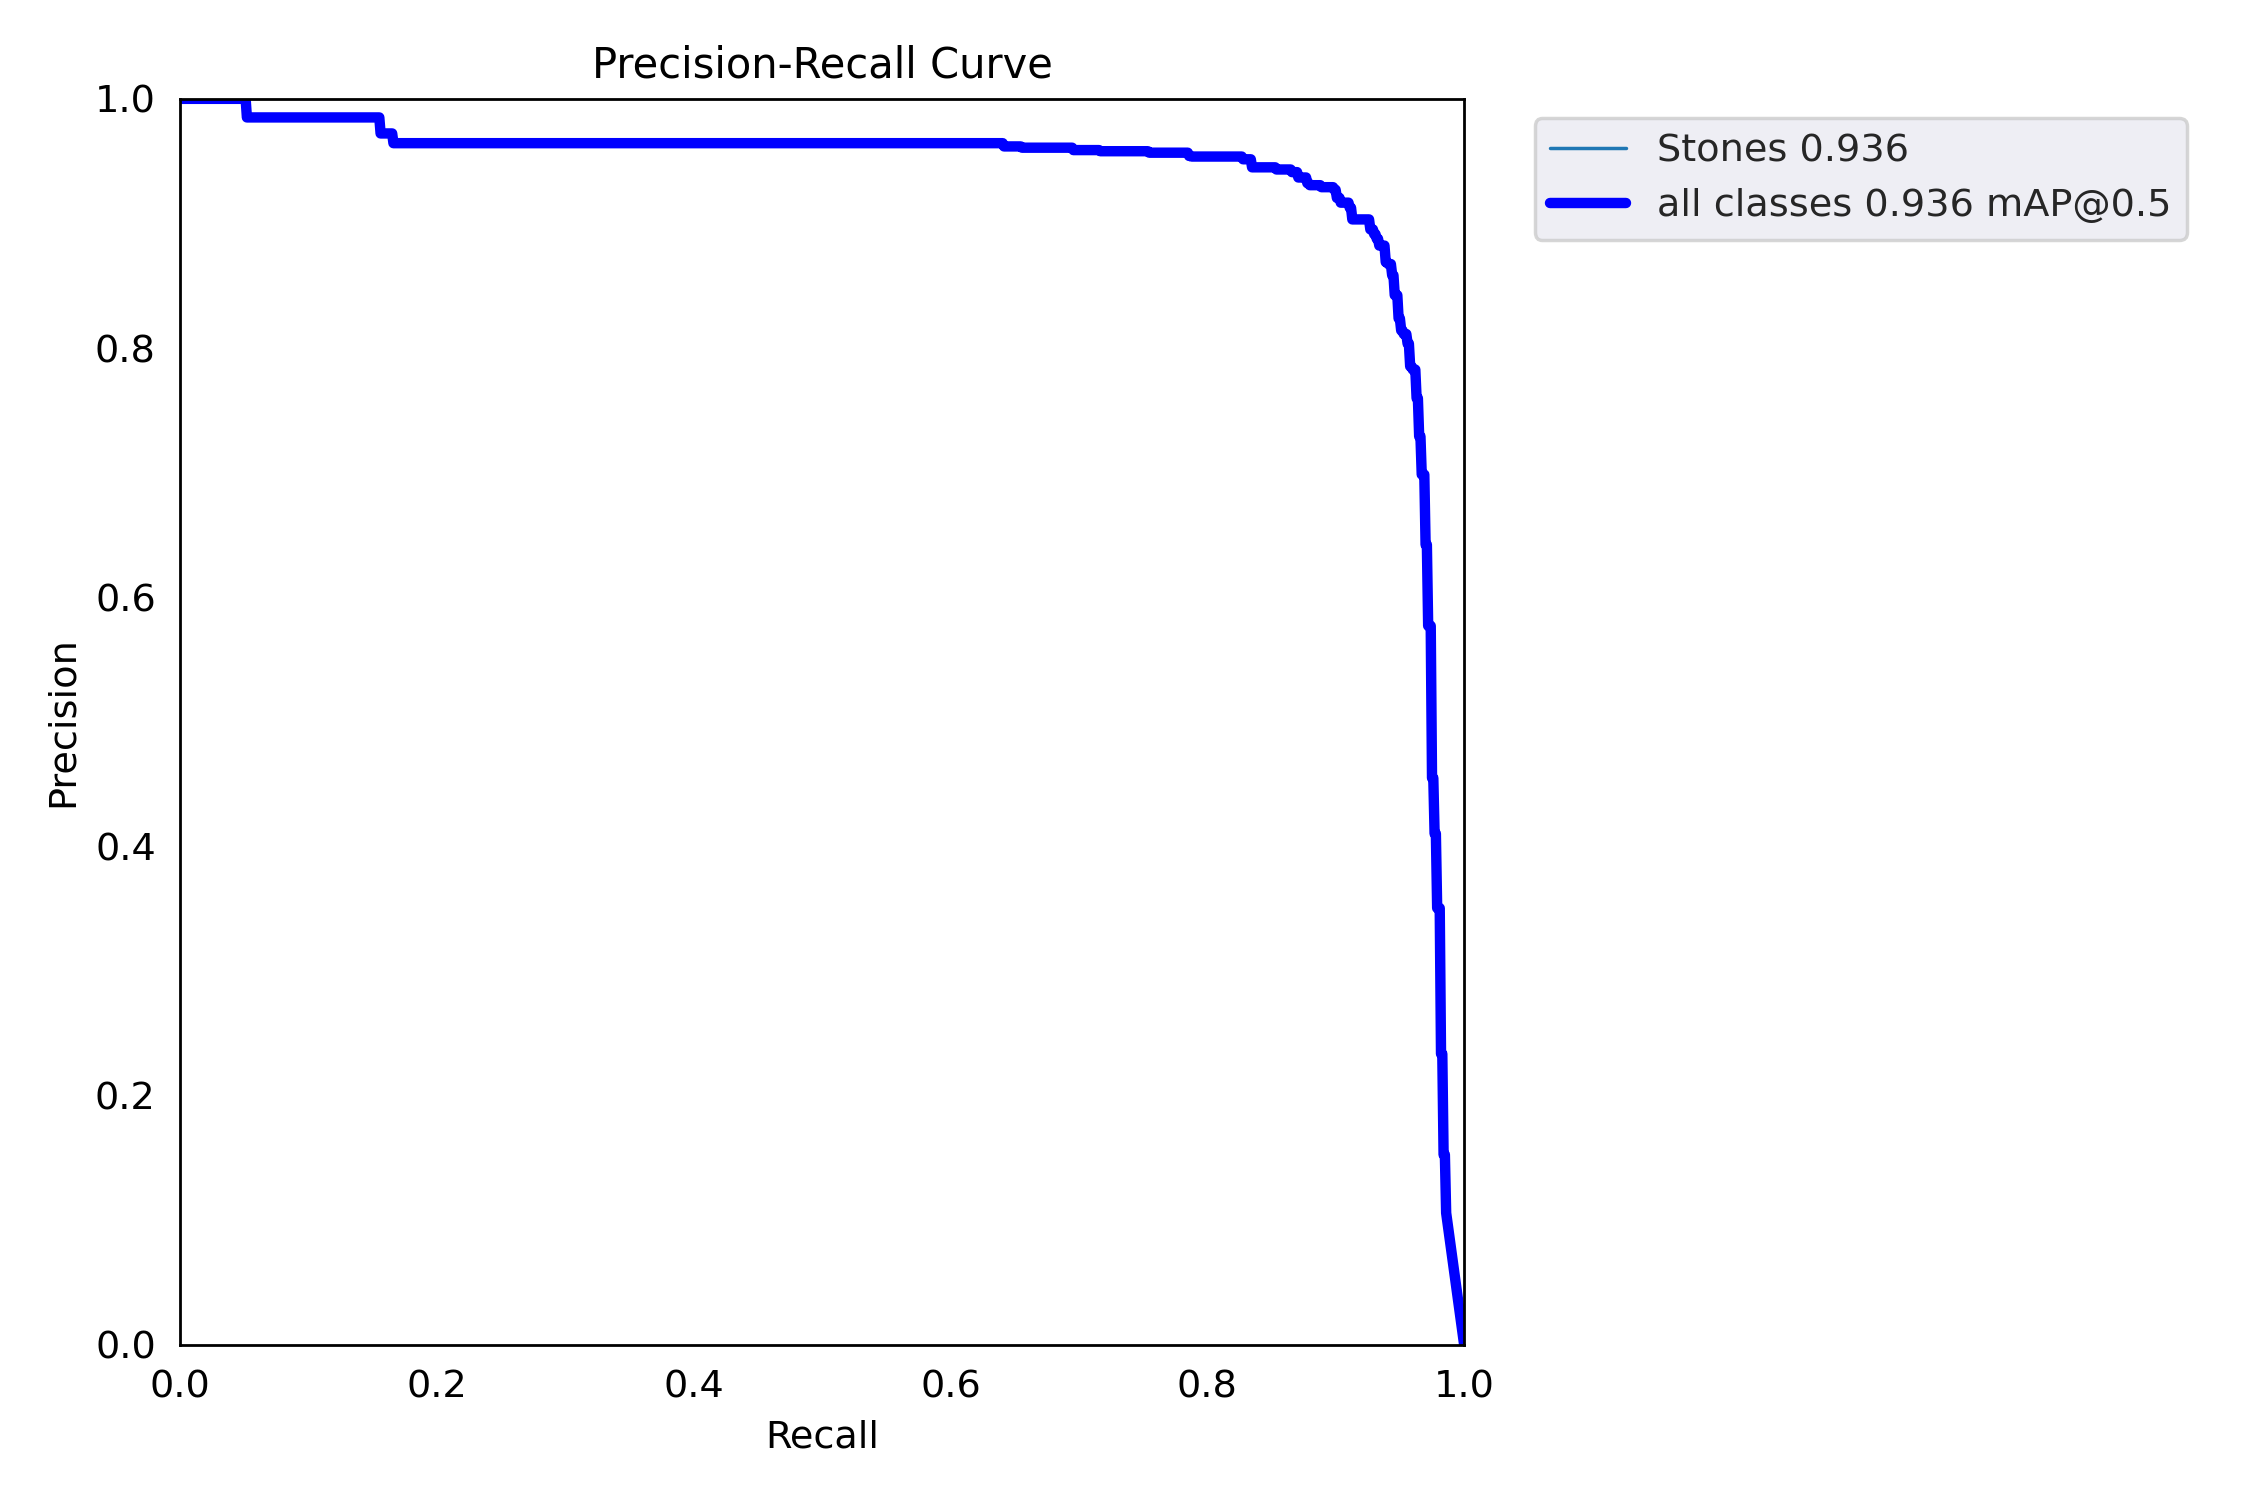 Precision-Recall Curve
1.0
0.8
0.6
0.4
0.2
0.0
Precision
0.0 0.2 0.4 0.6 0.8 1.0
Recall
Stones 0.936
all classes 0.936 mAP@0.5